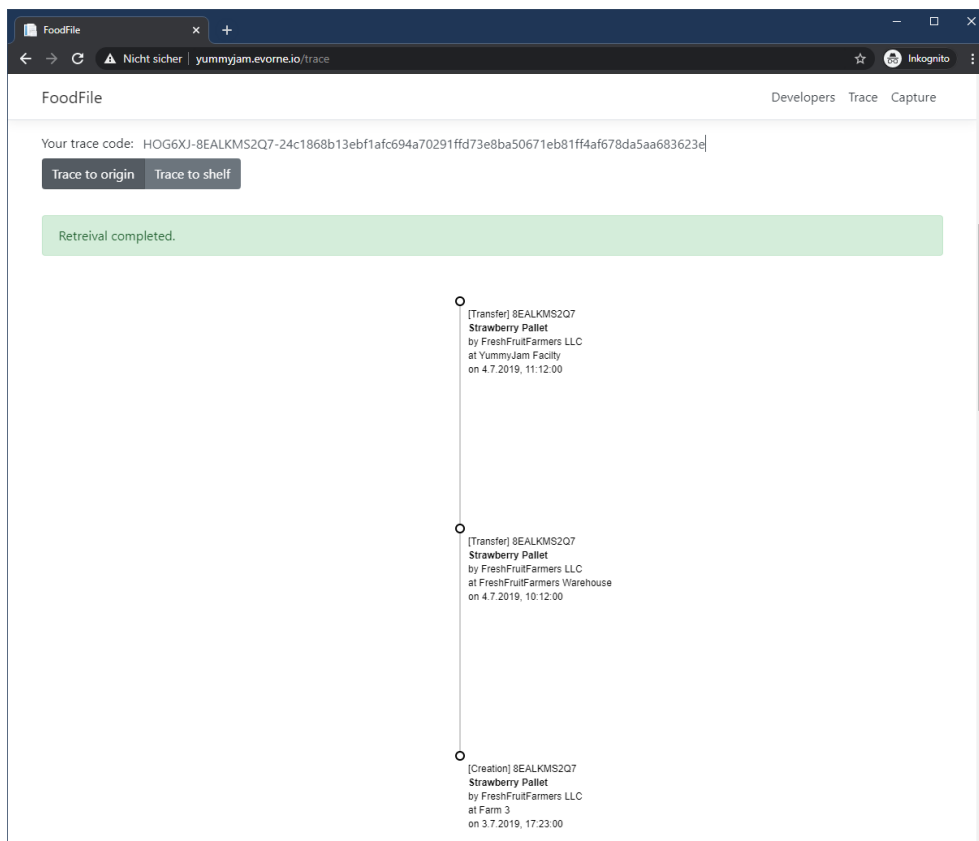 FoodFile
Nicht sicher yummyjam.evorne.io/trace Inkognito
FoodFile Developers Trace Capture
Your trace code: HOG6XJ-8EALKMS2Q7-24c1868b13ebf1afc694a70291ffd73e8ba50671eb81ff4af678da5aa683623e
Trace to origin Trace to shelf
Retreival completed.
[Transfer] 8EALKMS2Q7
Strawberry Pallet
by FreshFruitFarmers LLC
at YummyJam Facilty
on 4.7.2019, 11:12:00
[Transfer] 8EALKMS2Q7
Strawberry Pallet
by FreshFruitFarmers LLC
at FreshFruitFarmers Warehouse
on 4.7.2019, 10:12:00
[Creation] 8EALKMS2Q7
Strawberry Pallet
by FreshFruitFarmers LLC
at Farm 3
on 3.7.2019, 17:23:00